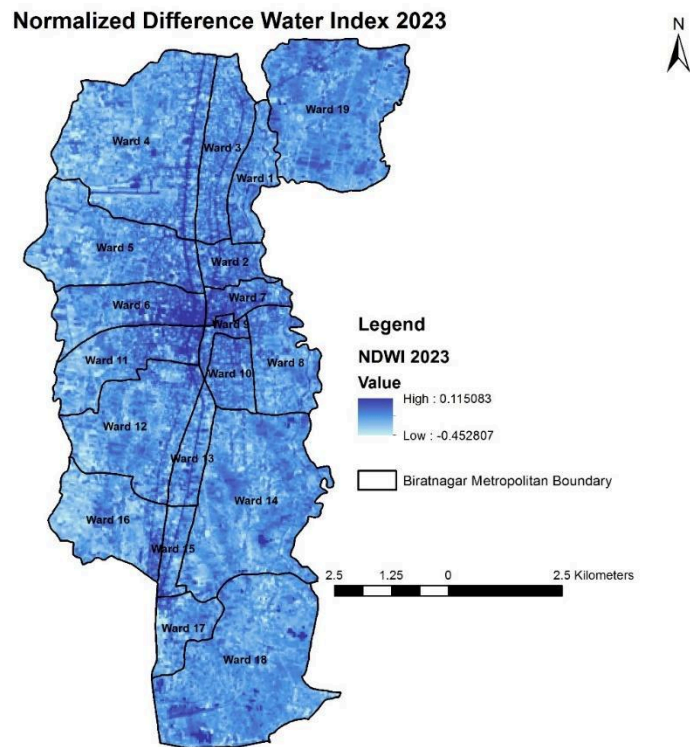 Normalized Difference Water Index 2023
N
Ward 19
Ward 4
Ward 3
Ward 1
Ward 5
Ward 2
Ward 6
Ward 7
Ward 9
Ward 11
Ward 10
Ward 8
Ward 12
Ward 13
Ward 14
Ward 16
Ward 15
Ward 17
Ward 18
Legend
NDWI 2023
Value
High : 0.115083
Low : -0.452807
Biratnagar Metropolitan Boundary
2.5 1.25 0 2.5 Kilometers